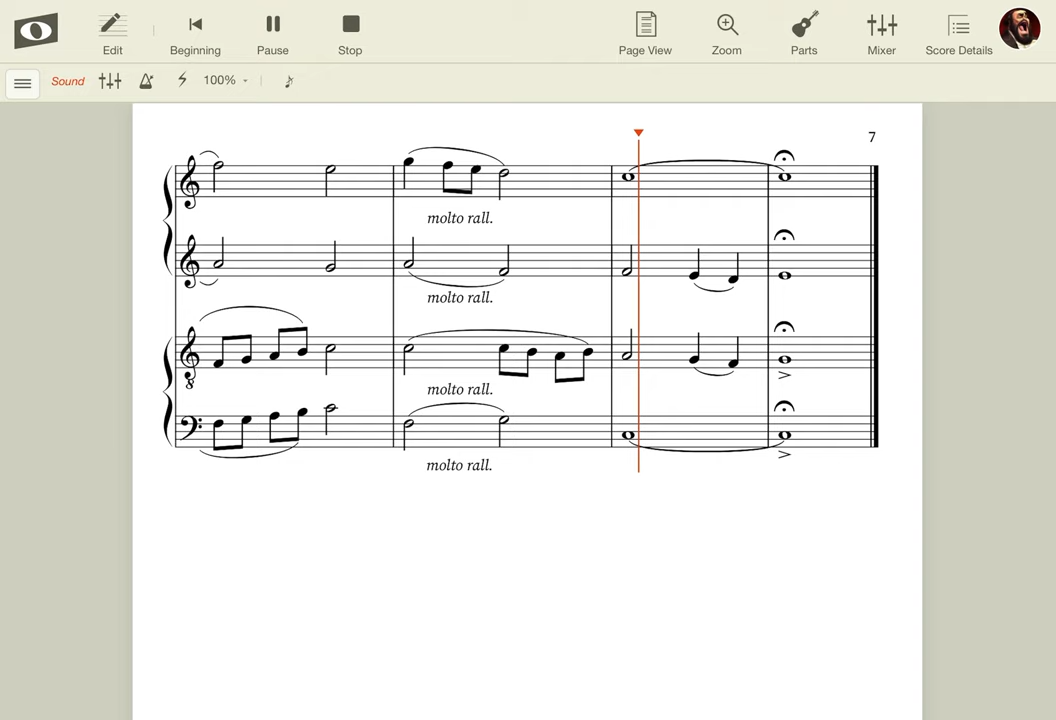 Edit
Beginning
Pause
Stop
Page View
Zoom
Parts
Mixer
Score Details
Sound
100%
7
molto rall.
molto rall.
8
molto rall.
molto rall.